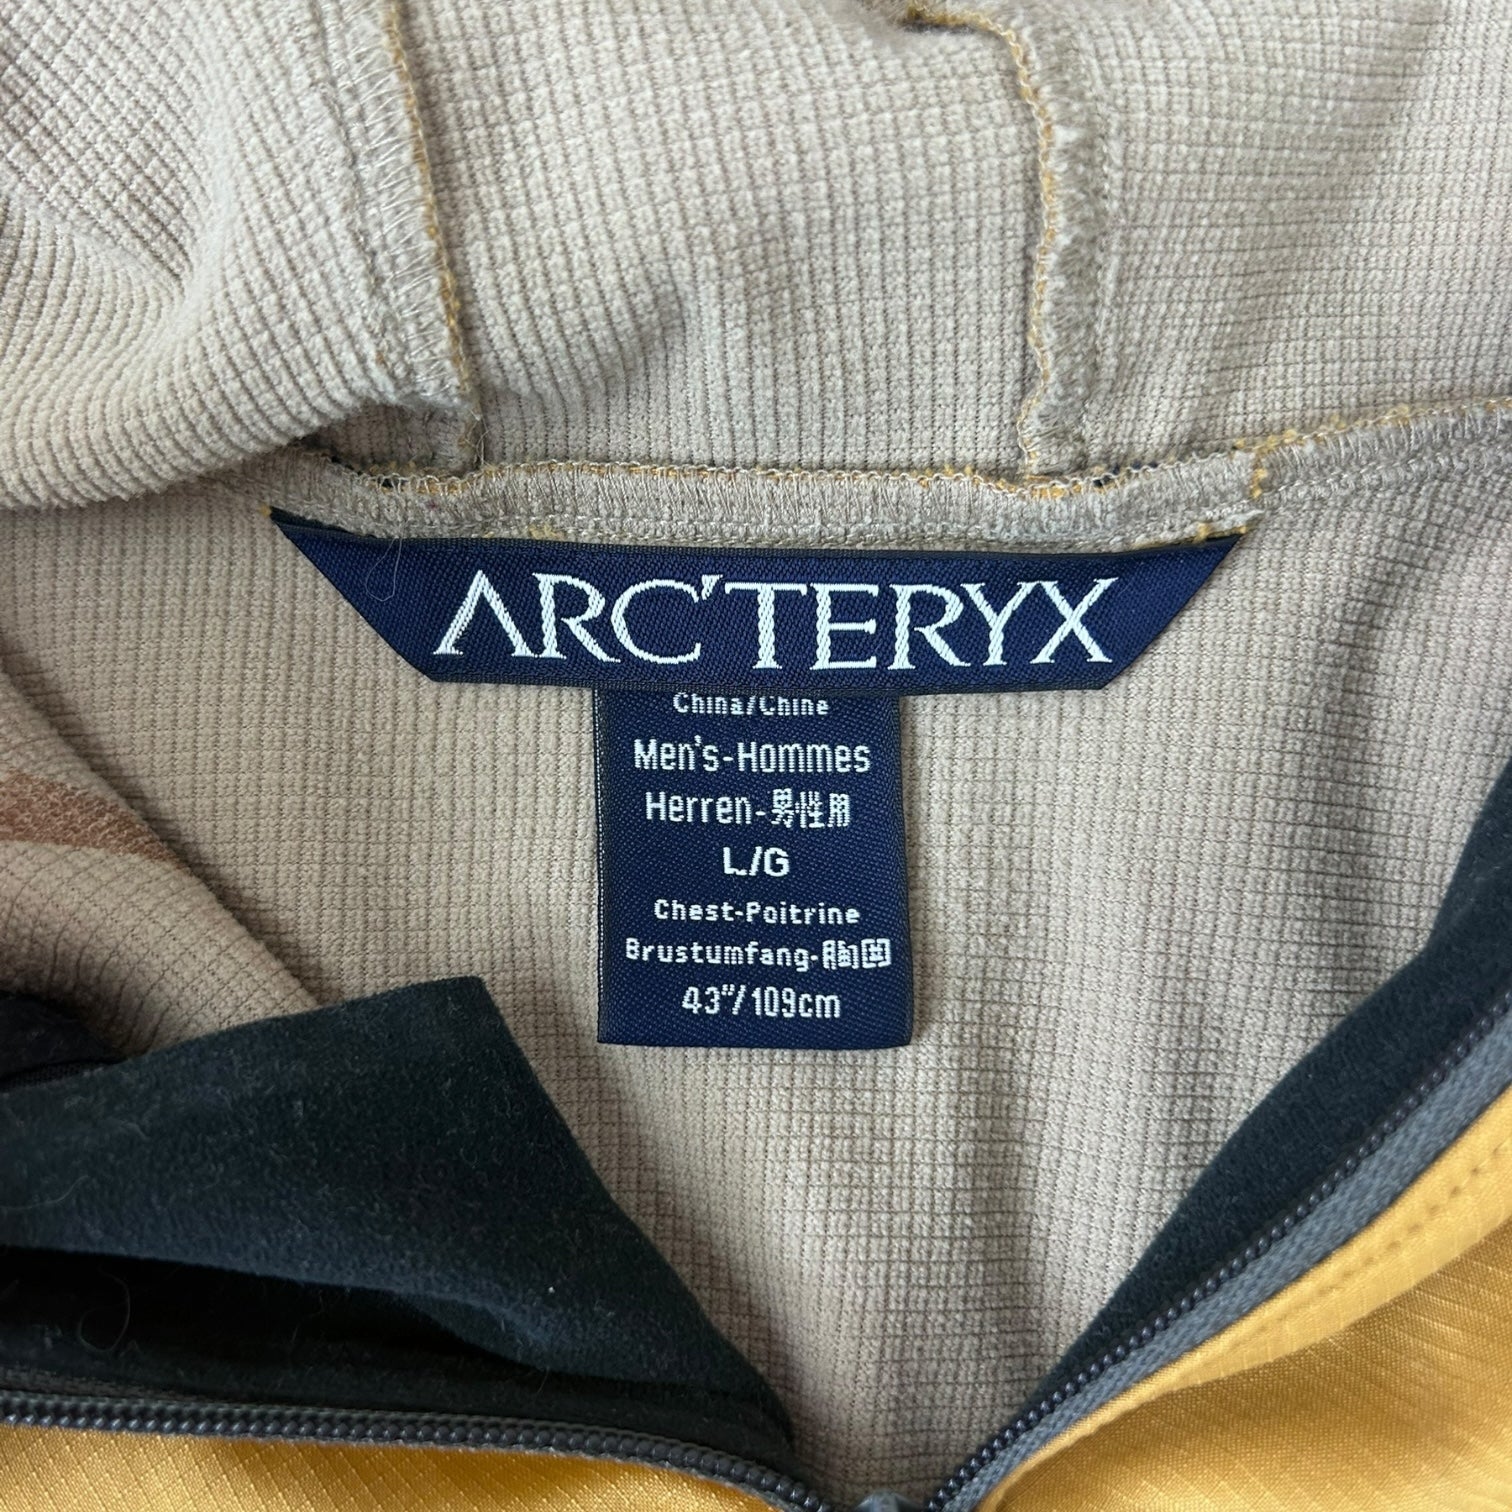 ARC'TERYX
China/Chine
Men's-Hommes
Herren-男性用
L/G
Chest-Poitrine
Brustumfang-胸囲
43"/109cm